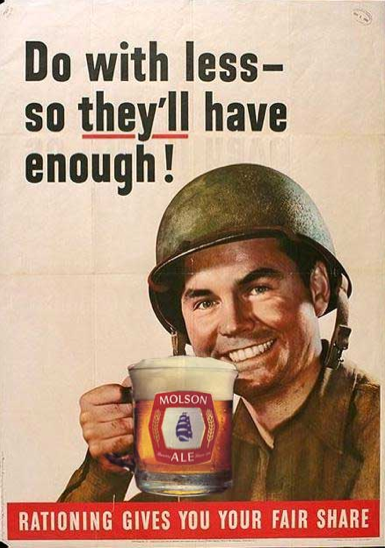 Do with less–
so they'll have
enough!
MOLSON
ALE
RATIONING GIVES YOU YOUR FAIR SHARE